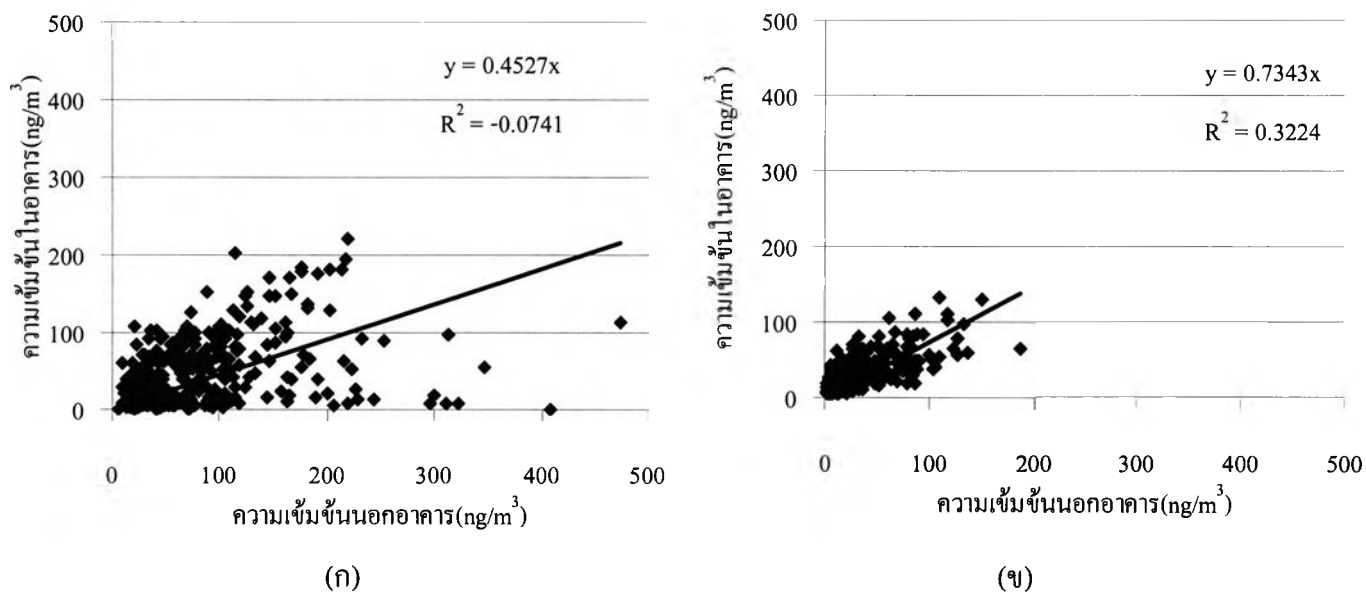 500
400
300
200
100
0
ความเข้มข้นในอาคาร(ng/m³)
y = 0.4527x
R² = -0.0741
0 100 200 300 400 500
ความเข้มข้นนอกอาคาร(ng/m³)
(ก)
500
400
300
200
100
0
ความเข้มข้นในอาคาร(ng/m³)
y = 0.7343x
R² = 0.3224
0 100 200 300 400 500
ความเข้มข้นนอกอาคาร(ng/m³)
(ข)